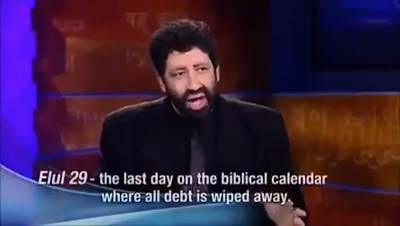 Elul 29 - the last day on the biblical calendar
where all debt is wiped away.